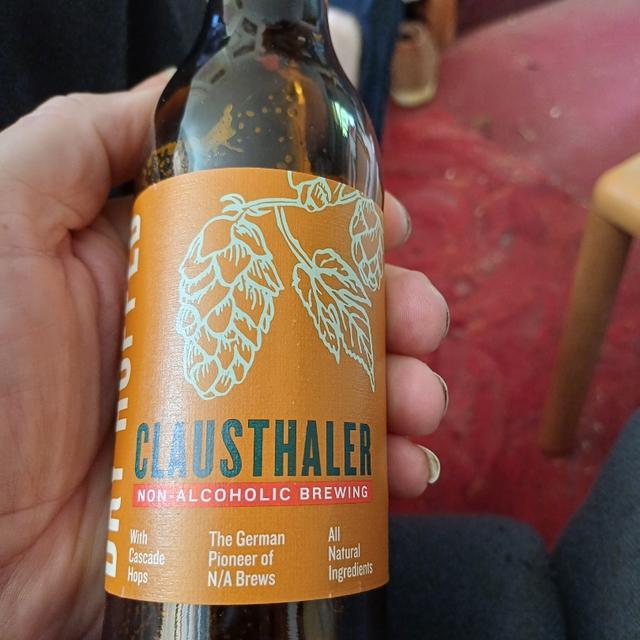 DRY HOPPED
CLAUSTHALER
NON-ALCOHOLIC BREWING
With
Cascade
Hops
The German
Pioneer of
N/A Brews
All
Natural
Ingredients